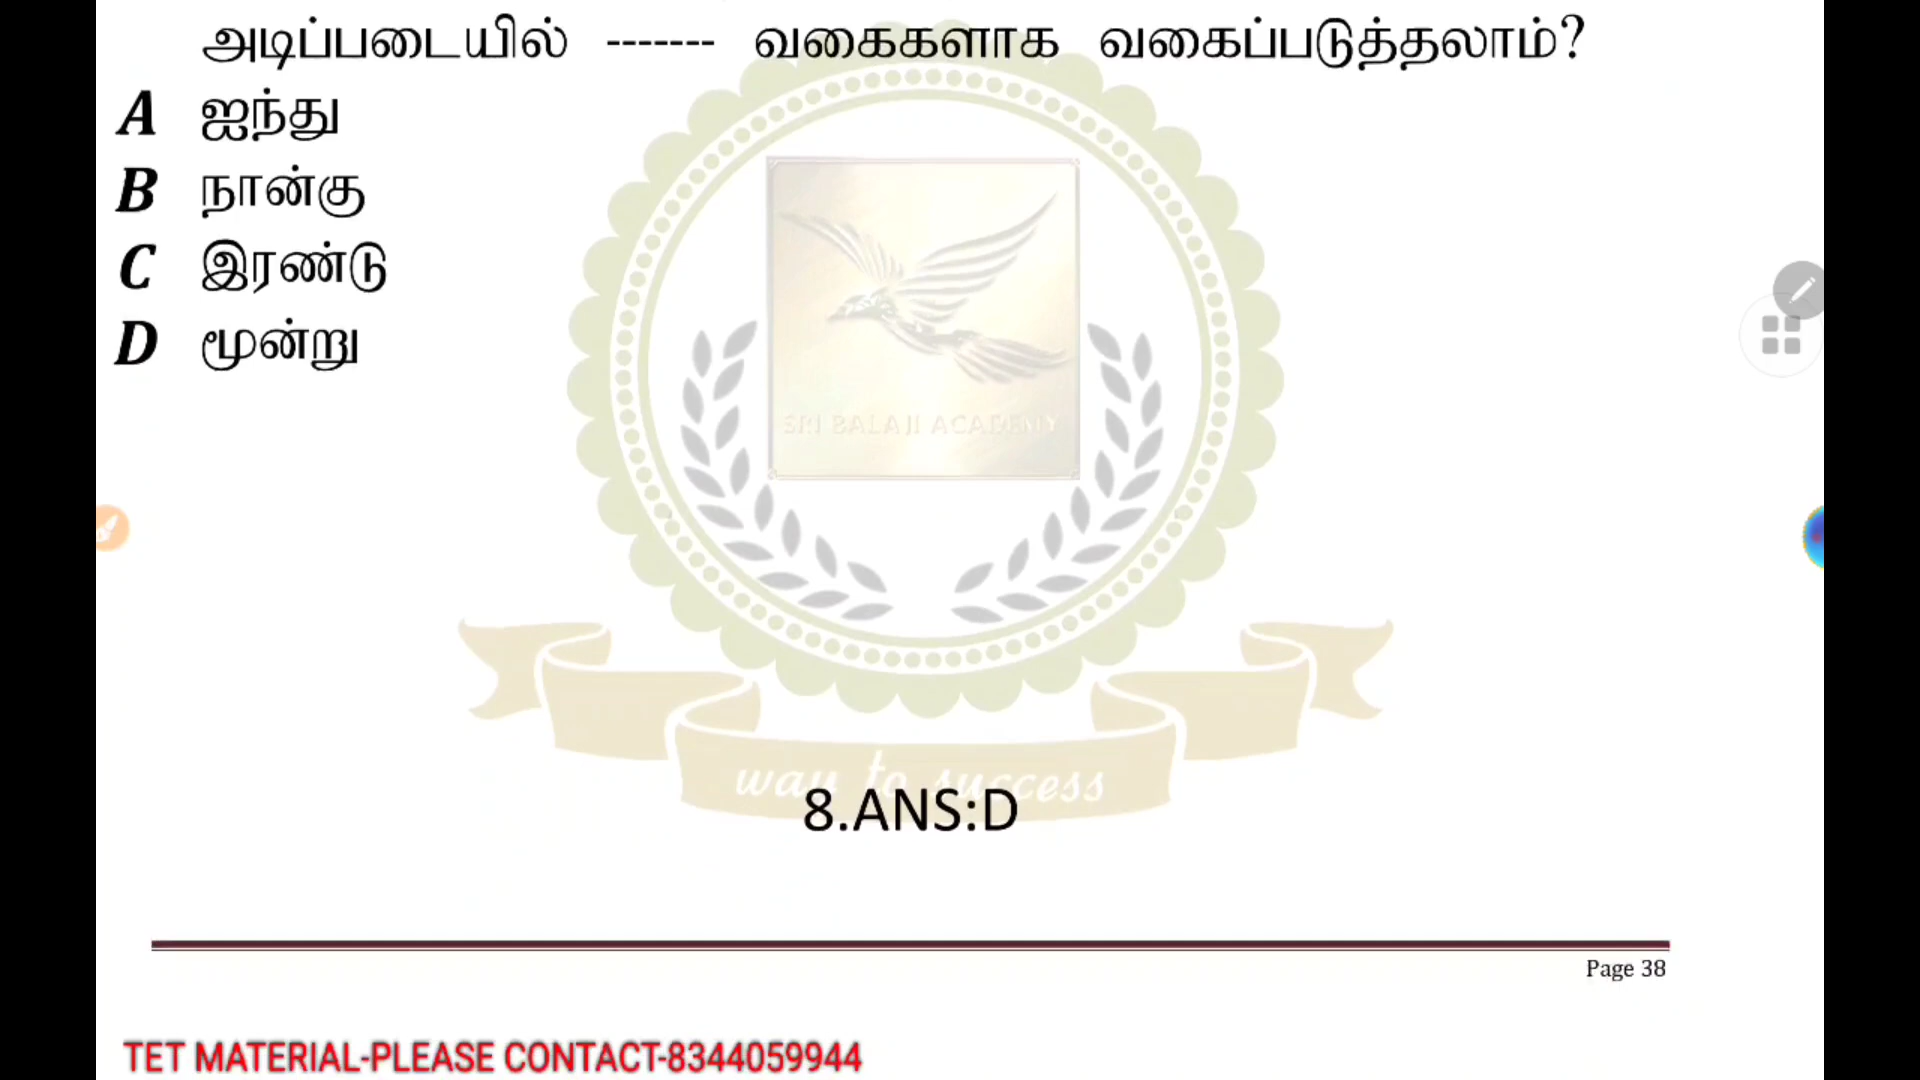 அடிப்படையில் ------- வகைகளாக வகைப்படுத்தலாம்?
A ஐந்து
B நான்கு
C இரண்டு
D மூன்று
SRI BALAJI ACADEMY
way to success
8.ANS:D
Page 38
TET MATERIAL-PLEASE CONTACT-8344059944